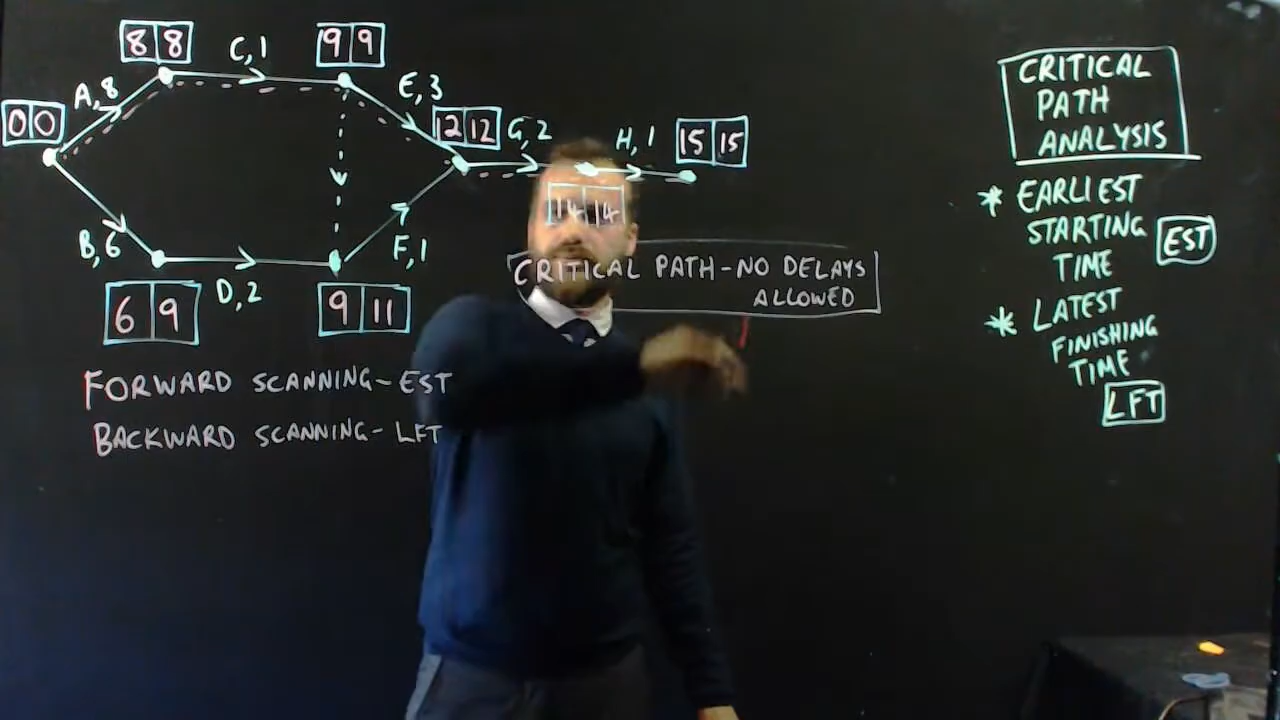 8 8
C,1
9 9
A,8
E,3
0 0
12 12
G,2
H,1
15 15
14 14
B,6
D,2
F,1
6 9
9 11
CRITICAL PATH - NO DELAYS
ALLOWED
FORWARD SCANNING - EST
BACKWARD SCANNING - LFT
CRITICAL
PATH
ANALYSIS
* EARLIEST
STARTING
TIME
EST
* LATEST
FINISHING
TIME
LFT